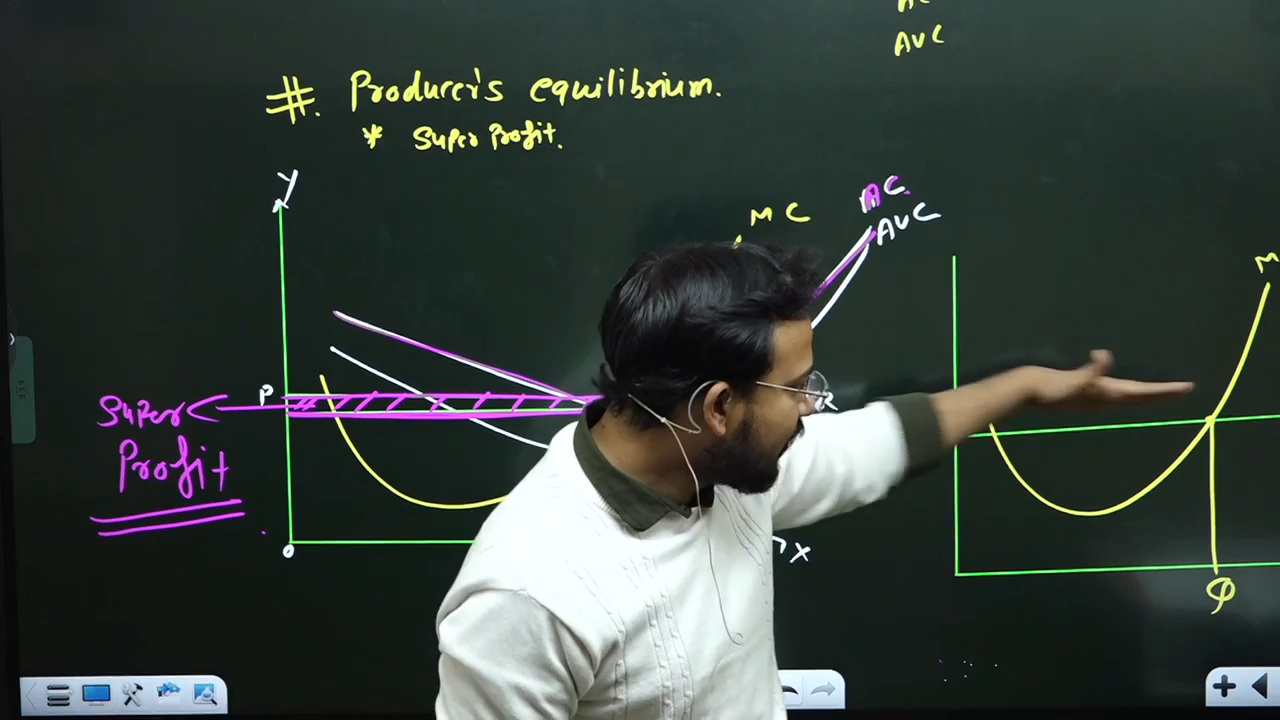 AVC
#. Producer's equilibrium.
* Super Profit.
Y
MC
AC
AVC
M
P
Super
Profit
R
O
X
Q